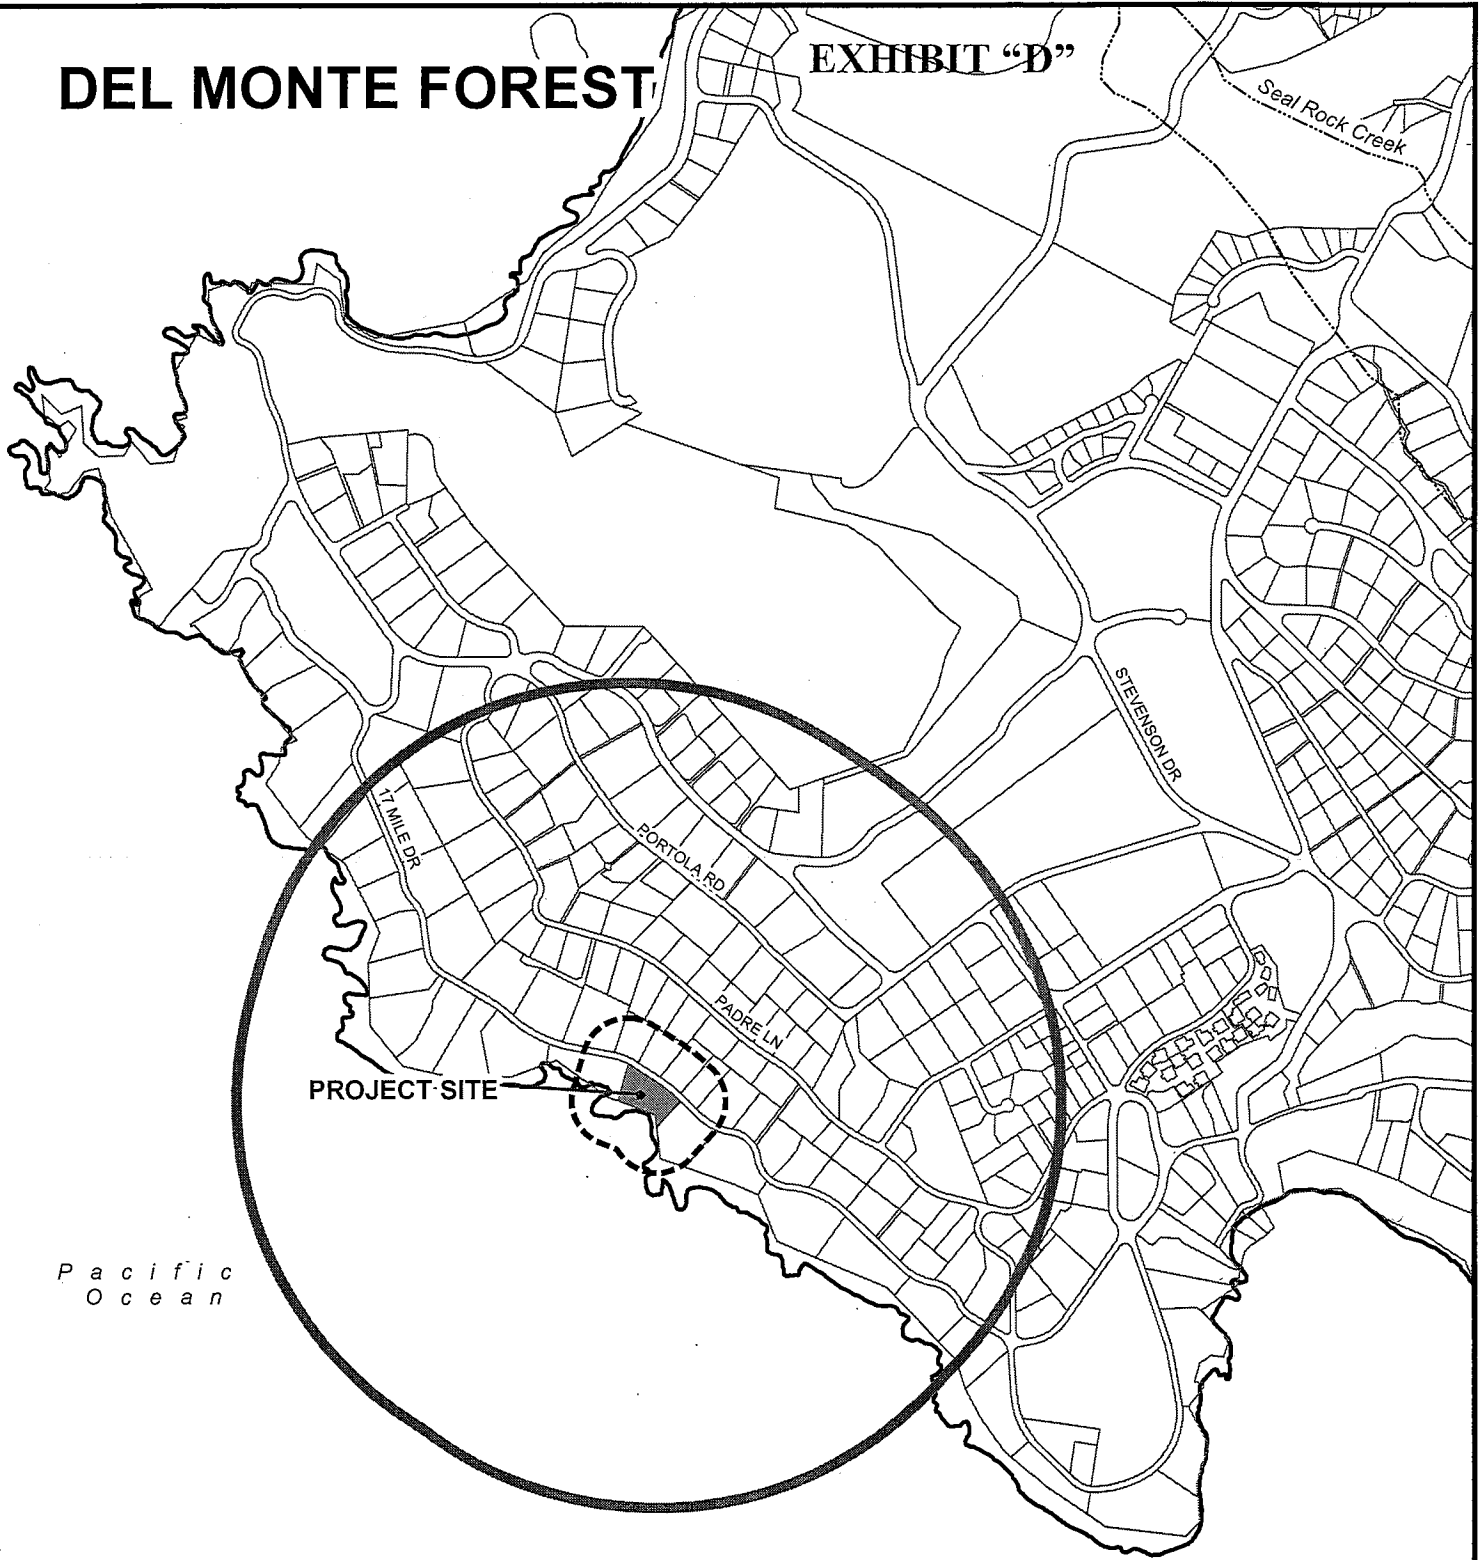 DEL MONTE FOREST
EXHIBIT “D”
Seal Rock Creek
STEVENSON DR
17 MILE DR
PORTOLA RD
PADRE LN
PROJECT SITE
Pacific
Ocean